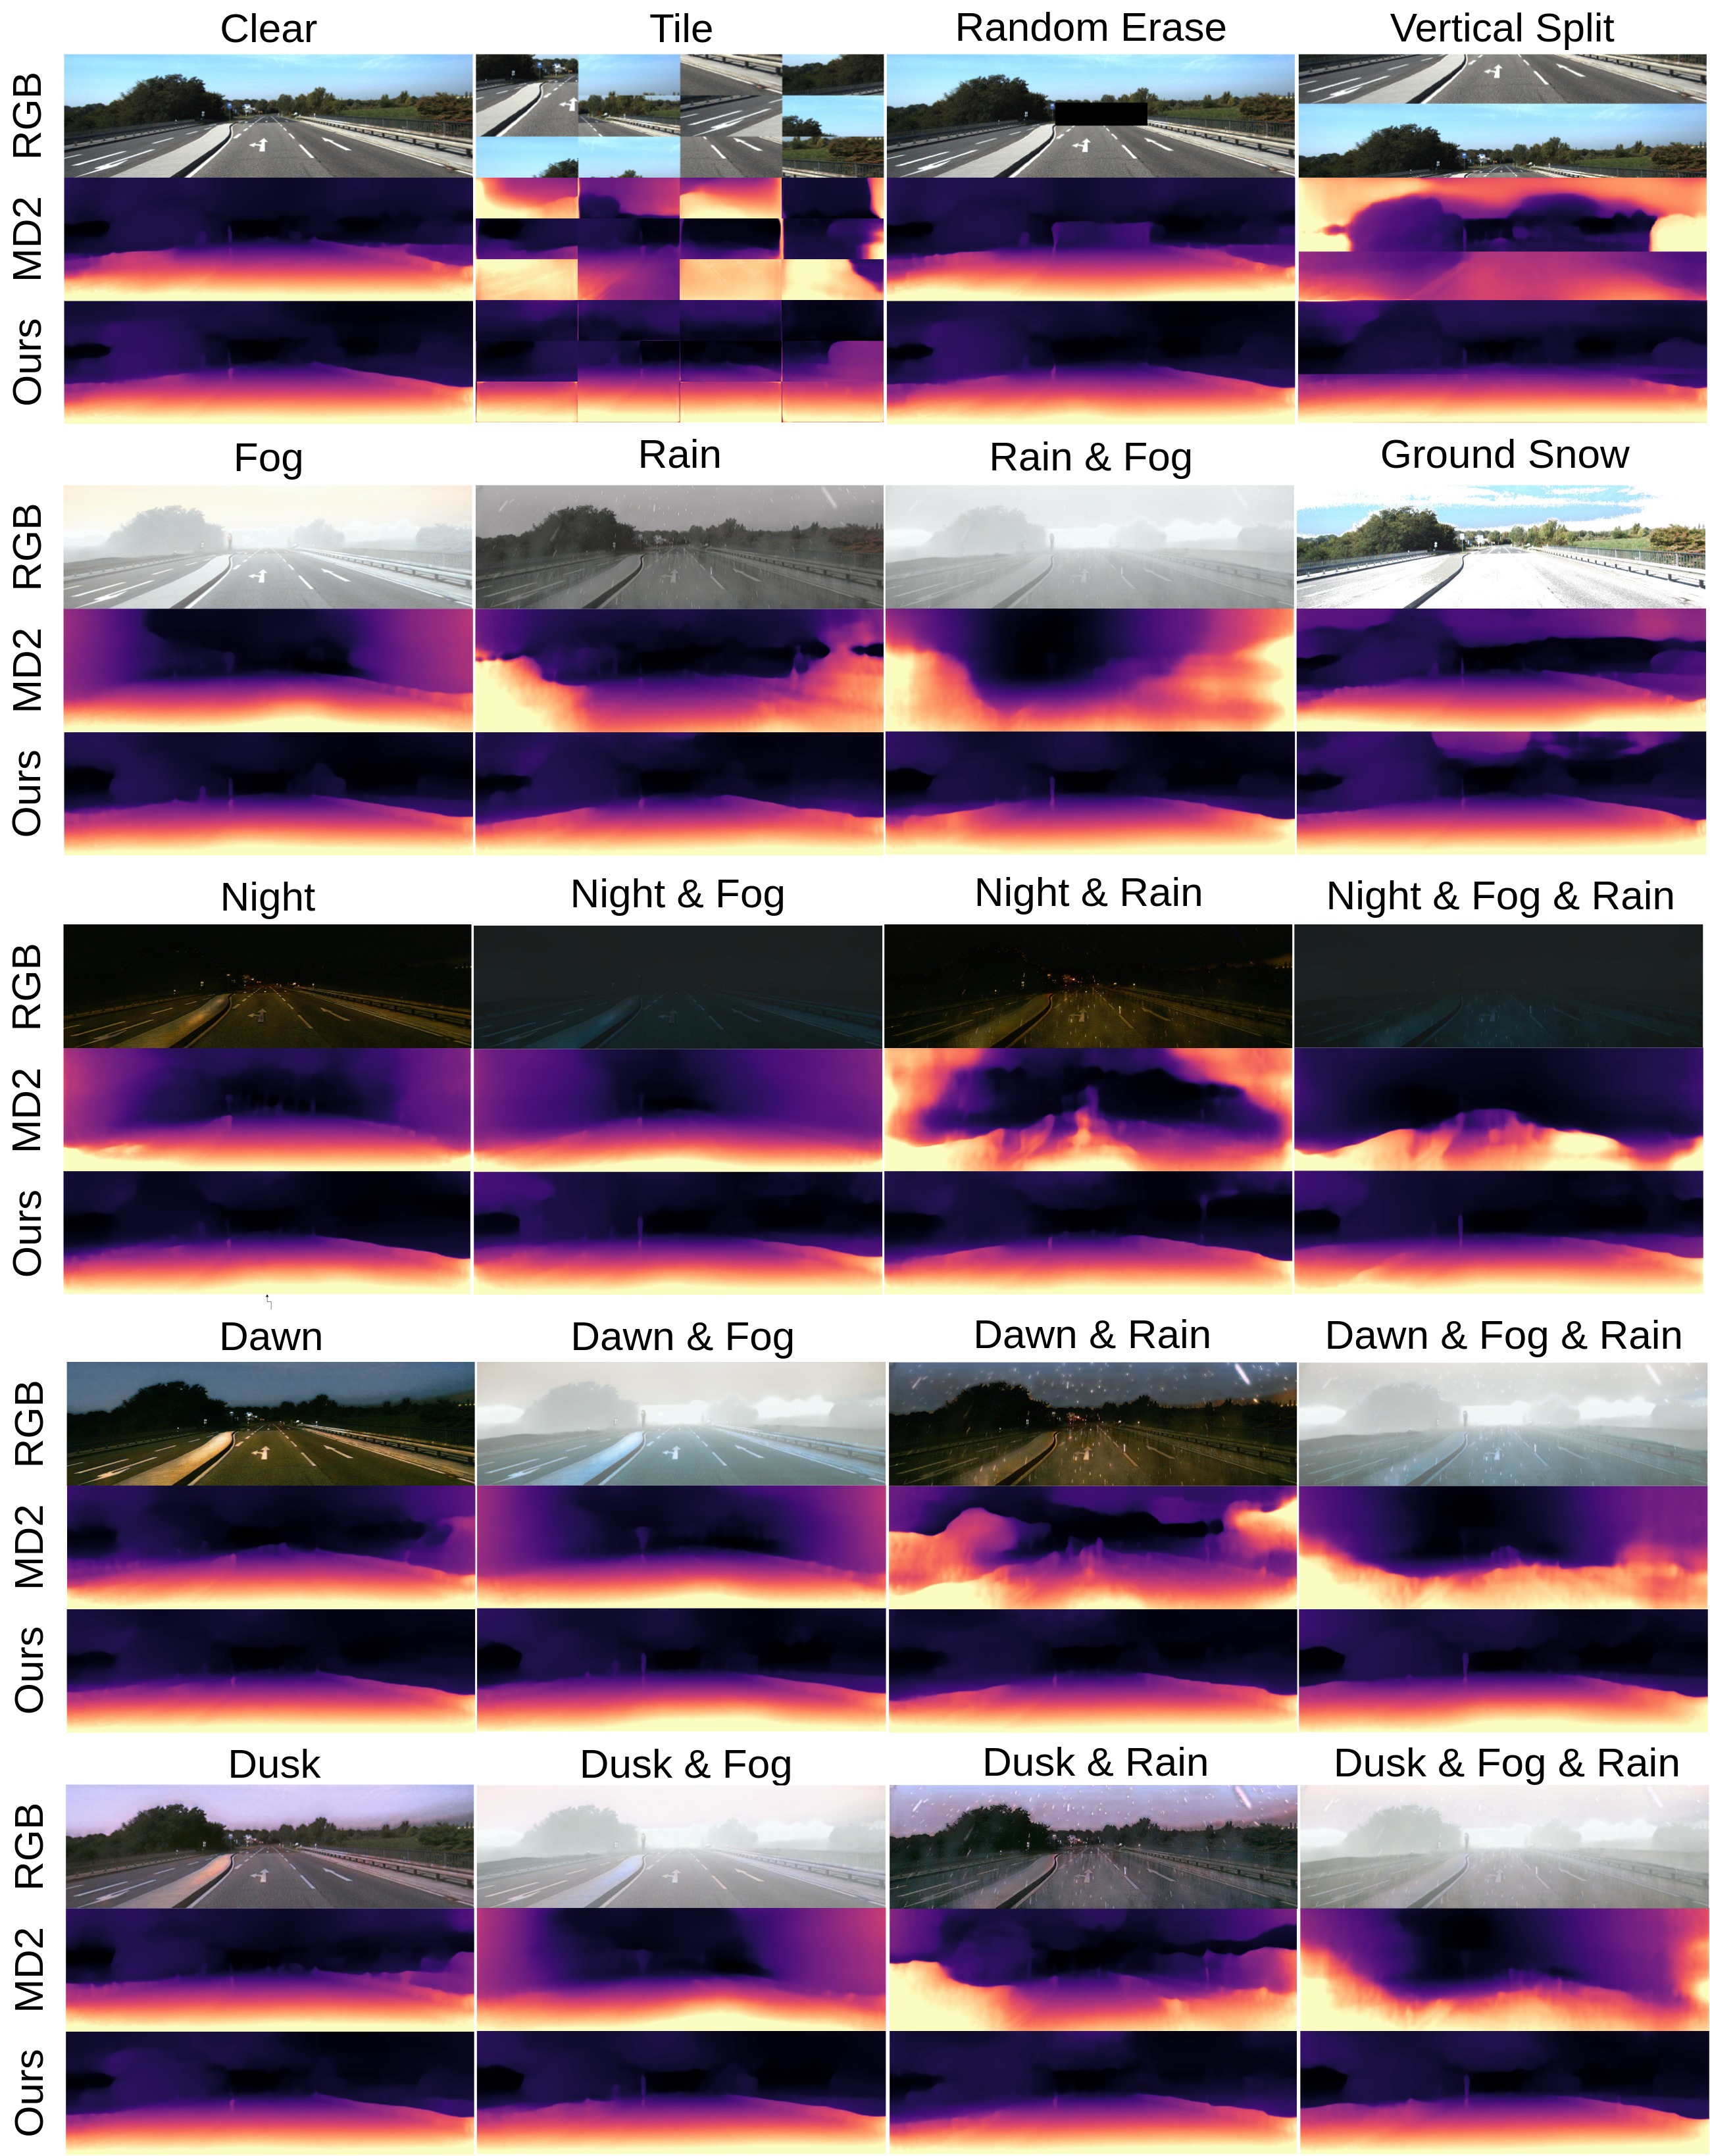 Clear Tile Random Erase Vertical Split
RGB
MD2
Ours
Fog Rain Rain & Fog Ground Snow
RGB
MD2
Ours
Night Night & Fog Night & Rain Night & Fog & Rain
RGB
MD2
Ours
Dawn Dawn & Fog Dawn & Rain Dawn & Fog & Rain
RGB
MD2
Ours
Dusk Dusk & Fog Dusk & Rain Dusk & Fog & Rain
RGB
MD2
Ours